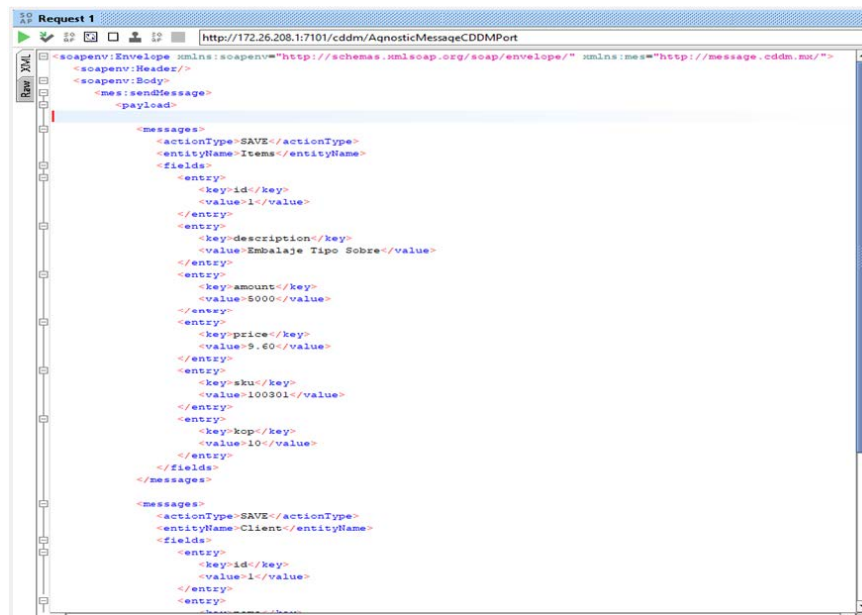 SO AP Request 1
http://172.26.208.1:7101/cddm/AgnosticMessageCDDMPort
XML
Raw
<soapenv:Envelope xmlns:soapenv="http://schemas.xmlsoap.org/soap/envelope/" xmlns:mes="http://message.cddm.mx/">
<soapenv:Header/>
<soapenv:Body>
<mes:sendMessage>
<payload>
<messages>
<actionType>SAVE</actionType>
<entityName>Items</entityName>
<fields>
<entry>
<key>id</key>
<value>1</value>
</entry>
<entry>
<key>description</key>
<value>Embalaje Tipo Sobre</value>
</entry>
<entry>
<key>amount</key>
<value>5000</value>
</entry>
<entry>
<key>price</key>
<value>9.60</value>
</entry>
<entry>
<key>sku</key>
<value>100301</value>
</entry>
<entry>
<key>kop</key>
<value>10</value>
</entry>
</fields>
</messages>
<messages>
<actionType>SAVE</actionType>
<entityName>Client</entityName>
<fields>
<entry>
<key>id</key>
<value>1</value>
</entry>
<entry>